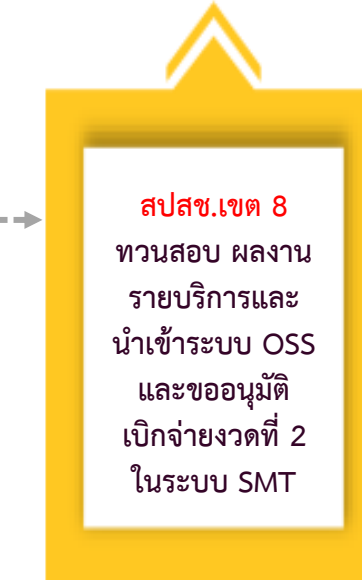 สปสช.เขต 8
ทวนสอบ ผลงาน
รายบริการและ
นำเข้าระบบ OSS
และขออนุมัติ
เบิกจ่ายงวดที่ 2
ในระบบ SMT